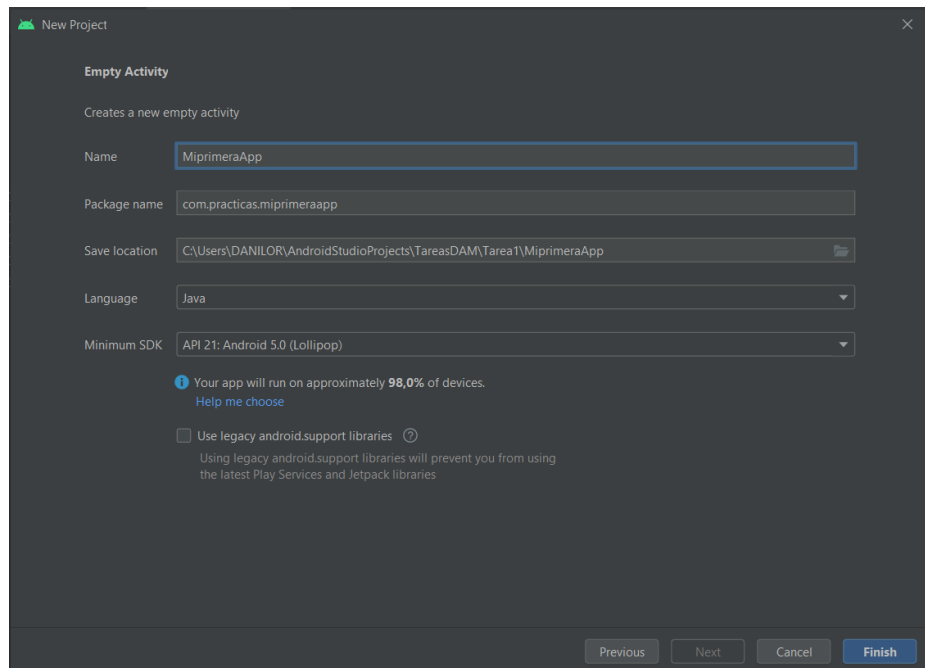 New Project
Empty Activity
Creates a new empty activity
Name MiprimeraApp
Package name com.practicas.miprimeraapp
Save location C:\Users\DANILOR\AndroidStudioProjects\TareasDAM\Tarea1\MiprimeraApp
Language Java
Minimum SDK API 21: Android 5.0 (Lollipop)
Your app will run on approximately 98,0% of devices.
Help me choose
Use legacy android.support libraries
Using legacy android.support libraries will prevent you from using
the latest Play Services and Jetpack libraries
Previous Next Cancel Finish